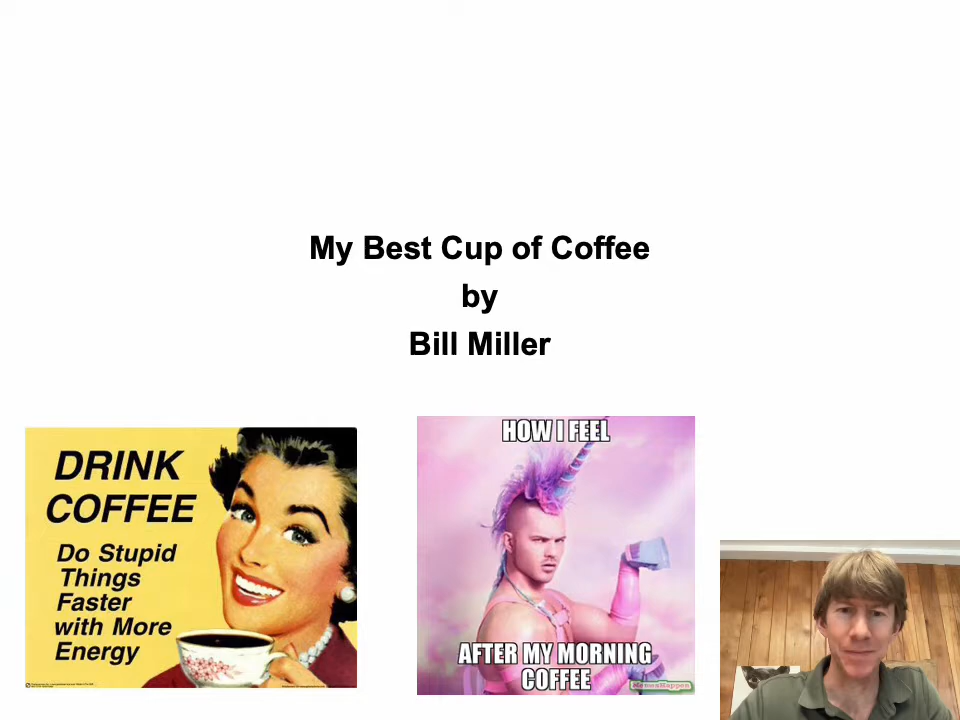 My Best Cup of Coffee
by
Bill Miller
DRINK
COFFEE
Do Stupid
Things
Faster
with More
Energy
HOW I FEEL
AFTER MY MORNING
COFFEE
MemesHappen